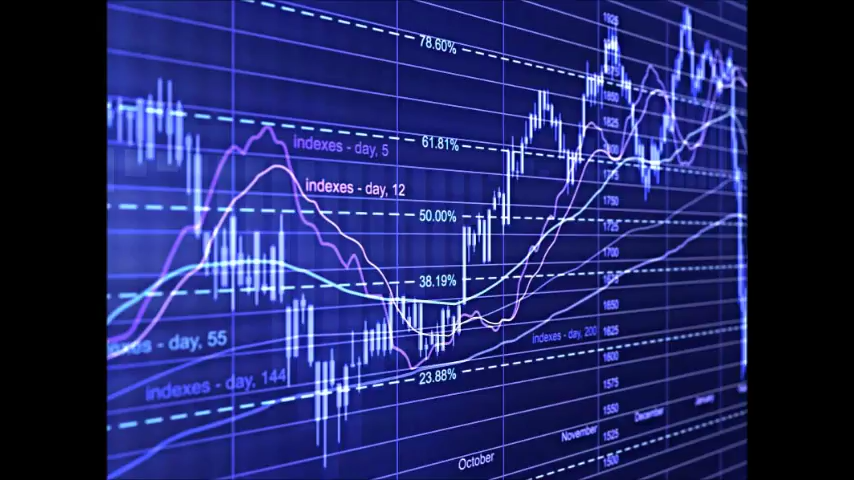 78.60%
indexes - day, 5
61.81%
indexes - day, 12
50.00%
38.19%
indexes - day, 55
indexes - day, 200
indexes - day, 144
23.88%
1925
1850
1825
1800
1775
1750
1725
1700
1675
1650
1625
1600
1575
1550
1525
1500
October
November
December
January